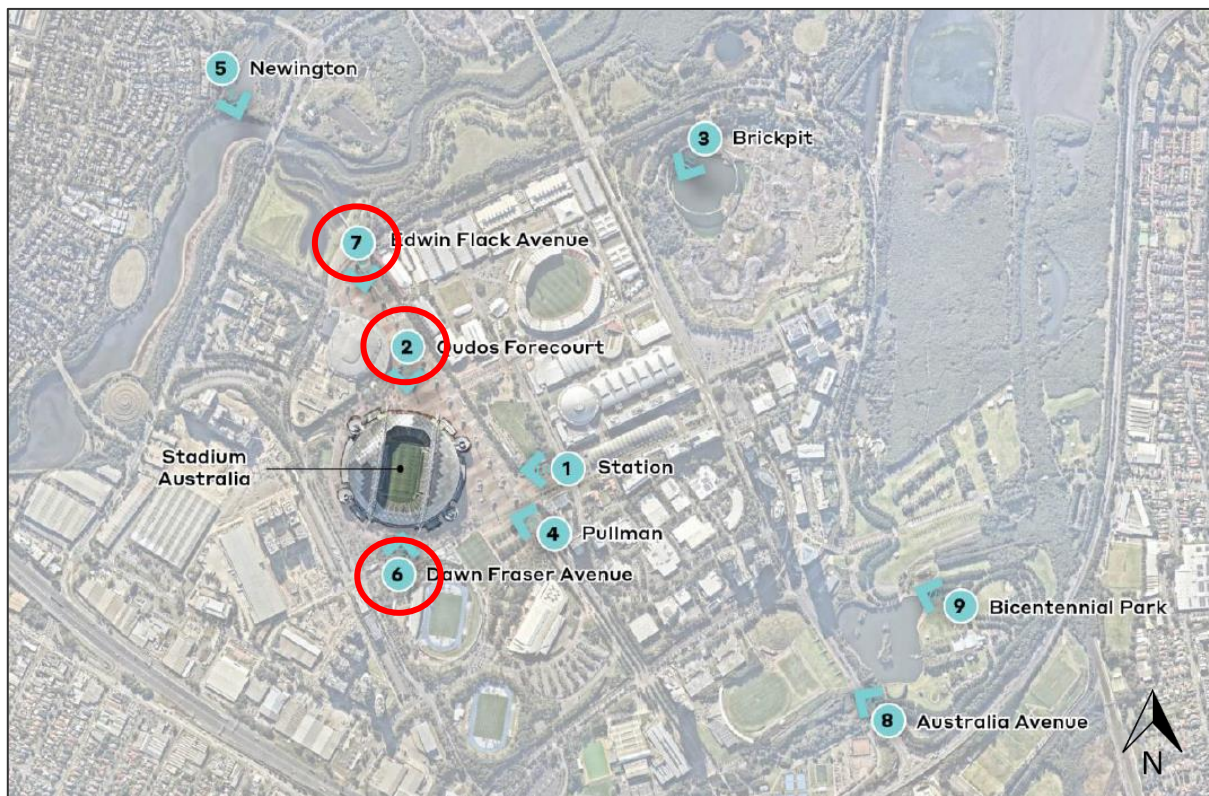 5 Newington
3 Brickpit
7 Edwin Flack Avenue
2 Qudos Forecourt
Stadium
Australia
1 Station
4 Pullman
6 Dawn Fraser Avenue
9 Bicentennial Park
8 Australia Avenue
N